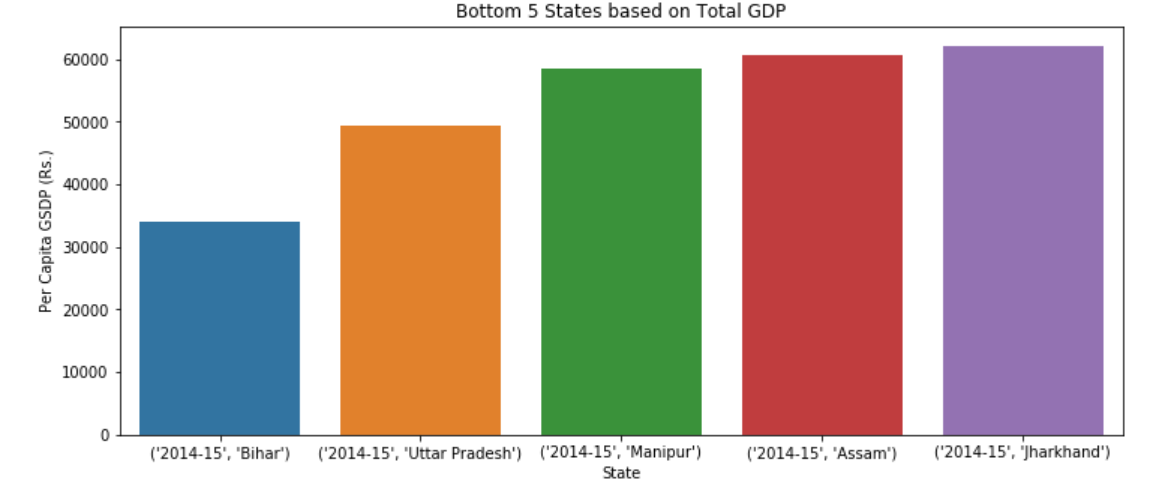 Bottom 5 States based on Total GDP
Per Capita GSDP (Rs.)
60000
50000
40000
30000
20000
10000
0
('2014-15', 'Bihar') ('2014-15', 'Uttar Pradesh') ('2014-15', 'Manipur') ('2014-15', 'Assam') ('2014-15', 'Jharkhand')
State